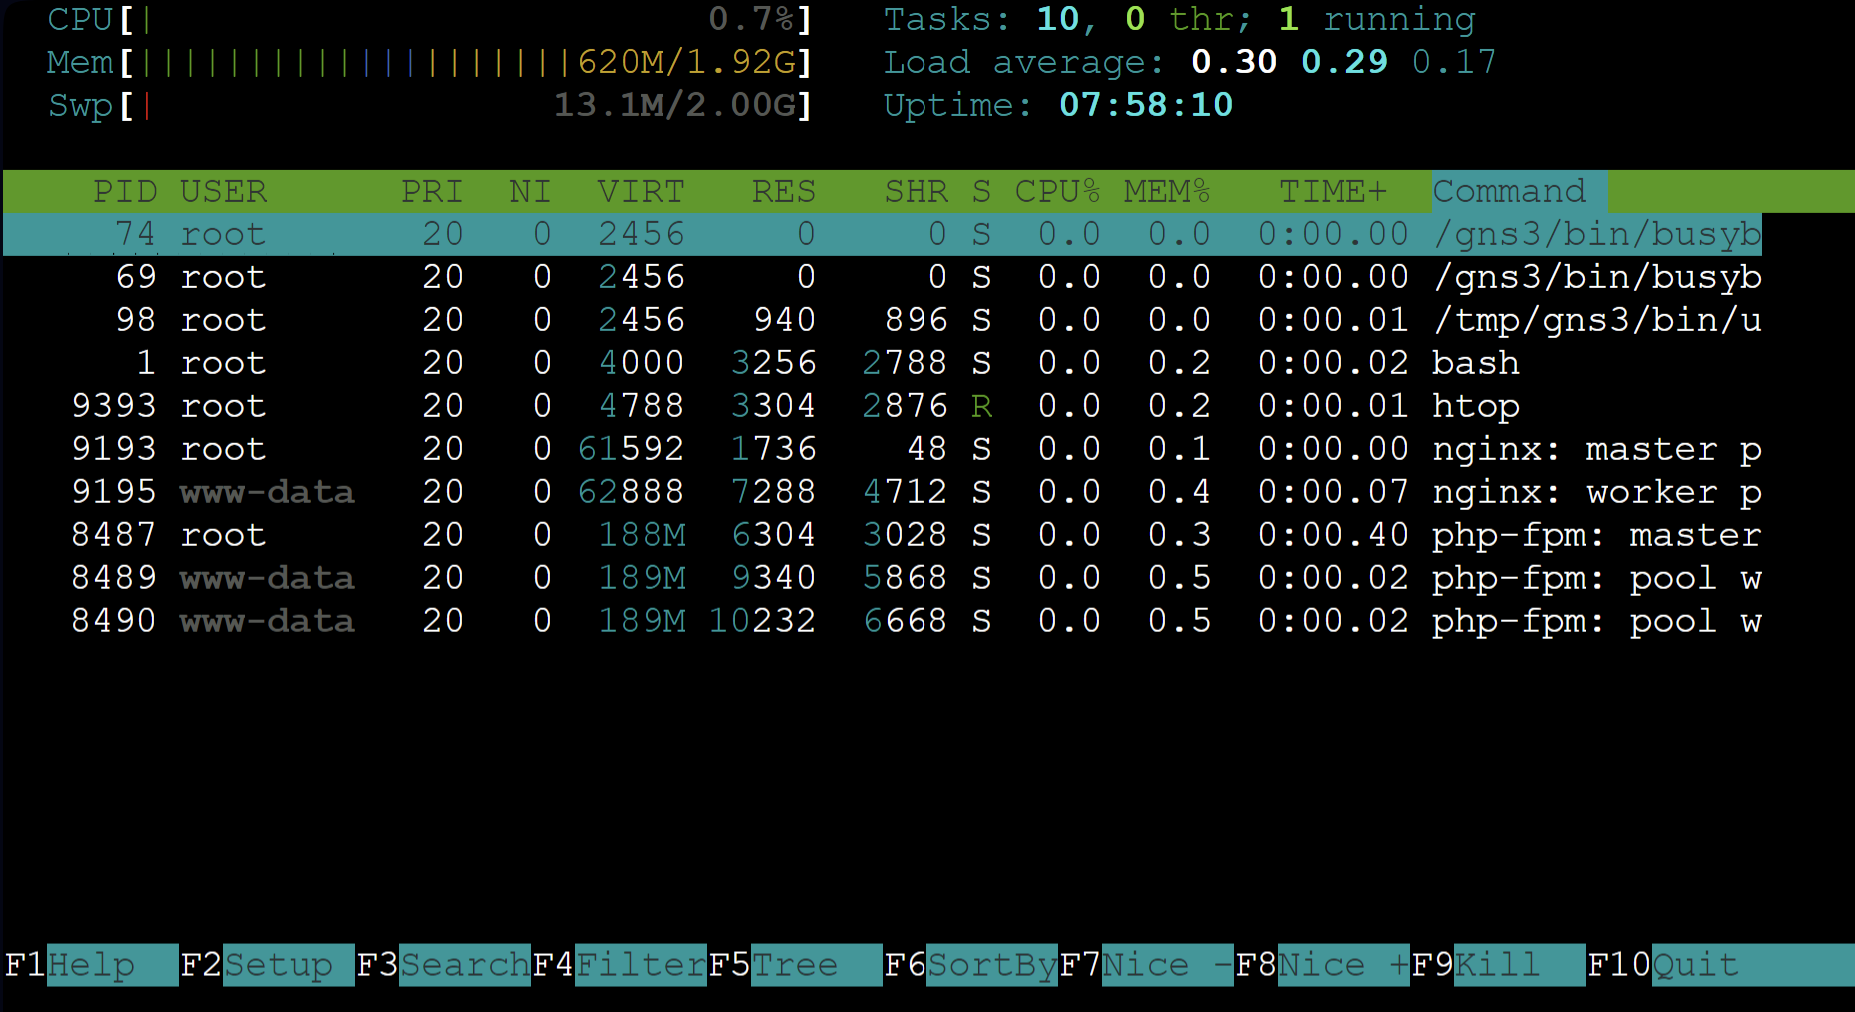 CPU[| 0.7%] Tasks: 10, 0 thr; 1 running
Mem[||||||||||||||||||||620M/1.92G] Load average: 0.30 0.29 0.17
Swp[| 13.1M/2.00G] Uptime: 07:58:10
PID USER PRI NI VIRT RES SHR S CPU% MEM% TIME+ Command
74 root 20 0 2456 0 0 S 0.0 0.0 0:00.00 /gns3/bin/busyb
69 root 20 0 2456 0 0 S 0.0 0.0 0:00.00 /gns3/bin/busyb
98 root 20 0 2456 940 896 S 0.0 0.0 0:00.01 /tmp/gns3/bin/u
1 root 20 0 4000 3256 2788 S 0.0 0.2 0:00.02 bash
9393 root 20 0 4788 3304 2876 R 0.0 0.2 0:00.01 htop
9193 root 20 0 61592 1736 48 S 0.0 0.1 0:00.00 nginx: master p
9195 www-data 20 0 62888 7288 4712 S 0.0 0.4 0:00.07 nginx: worker p
8487 root 20 0 188M 6304 3028 S 0.0 0.3 0:00.40 php-fpm: master
8489 www-data 20 0 189M 9340 5868 S 0.0 0.5 0:00.02 php-fpm: pool w
8490 www-data 20 0 189M 10232 6668 S 0.0 0.5 0:00.02 php-fpm: pool w
F1Help F2Setup F3SearchF4FilterF5Tree F6SortByF7Nice -F8Nice +F9Kill F10Quit